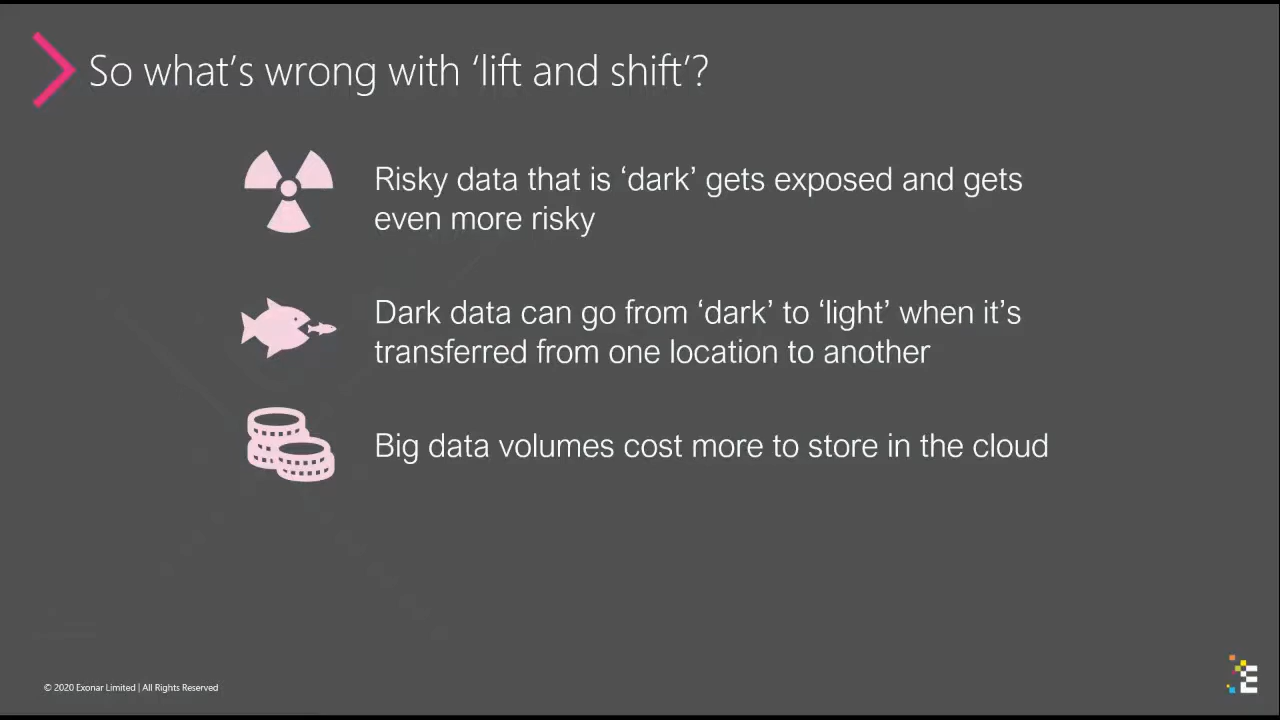 So what's wrong with ‘lift and shift’?
Risky data that is ‘dark’ gets exposed and gets
even more risky
Dark data can go from ‘dark’ to ‘light’ when it’s
transferred from one location to another
Big data volumes cost more to store in the cloud
© 2020 Exonar Limited | All Rights Reserved